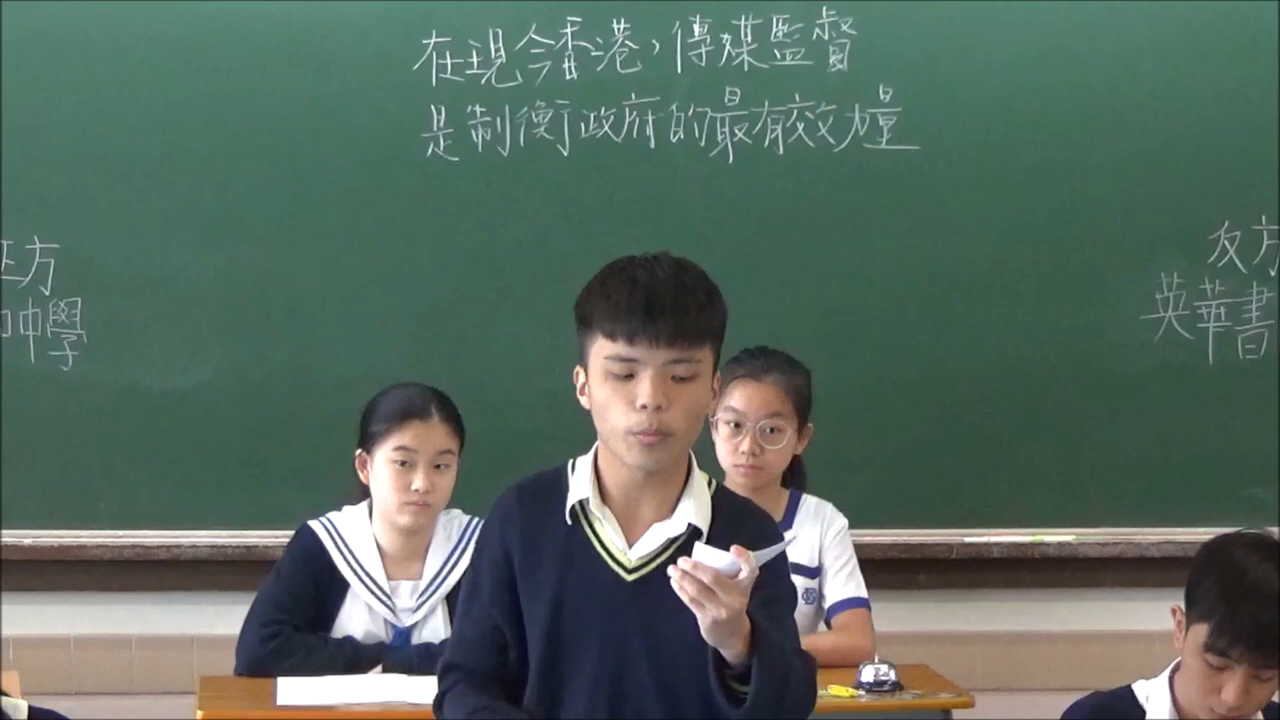 在現今香港，傳媒監督
是制衡政府的最有效力量
正方
中學
反方
英華書